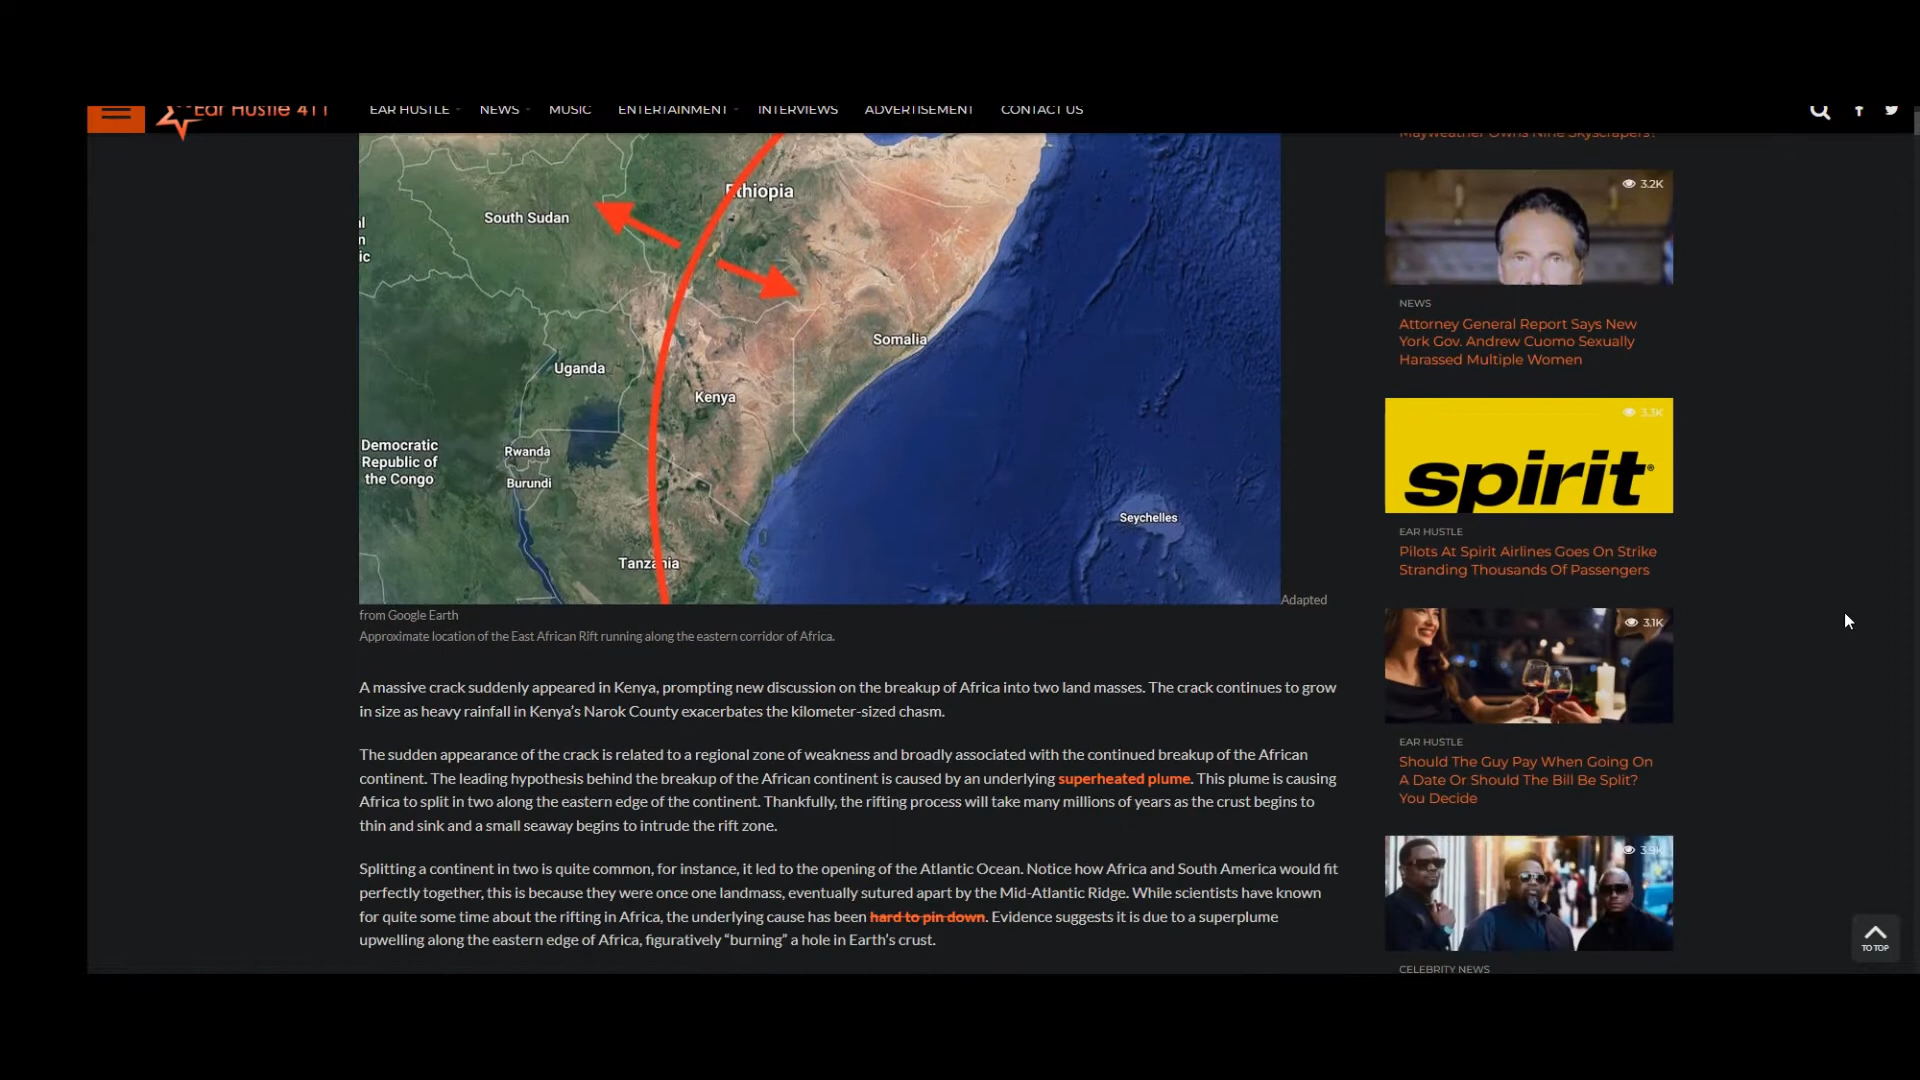 Ear Hustle 411
EAR HUSTLE NEWS MUSIC ENTERTAINMENT INTERVIEWS ADVERTISEMENT CONTACT US
Ethiopia
South Sudan
Somalia
Uganda
Kenya
Democratic
Republic of
the Congo
Rwanda
Burundi
Seychelles
Tanzania
al
n
ic
Adapted
from Google Earth
Approximate location of the East African Rift running along the eastern corridor of Africa.
A massive crack suddenly appeared in Kenya, prompting new discussion on the breakup of Africa into two land masses. The crack continues to grow
in size as heavy rainfall in Kenya’s Narok County exacerbates the kilometer-sized chasm.
The sudden appearance of the crack is related to a regional zone of weakness and broadly associated with the continued breakup of the African
continent. The leading hypothesis behind the breakup of the African continent is caused by an underlying superheated plume. This plume is causing
Africa to split in two along the eastern edge of the continent. Thankfully, the rifting process will take many millions of years as the crust begins to
thin and sink and a small seaway begins to intrude the rift zone.
Splitting a continent in two is quite common, for instance, it led to the opening of the Atlantic Ocean. Notice how Africa and South America would fit
perfectly together, this is because they were once one landmass, eventually sutured apart by the Mid-Atlantic Ridge. While scientists have known
for quite some time about the rifting in Africa, the underlying cause has been hard to pin down. Evidence suggests it is due to a superplume
upwelling along the eastern edge of Africa, figuratively “burning” a hole in Earth’s crust.
Mayweather Owns Nine Skyscrapers?
3.2K
NEWS
Attorney General Report Says New
York Gov. Andrew Cuomo Sexually
Harassed Multiple Women
3.3K
spirit®
EAR HUSTLE
Pilots At Spirit Airlines Goes On Strike
Stranding Thousands Of Passengers
3.1K
EAR HUSTLE
Should The Guy Pay When Going On
A Date Or Should The Bill Be Split?
You Decide
3.9K
CELEBRITY NEWS
TO TOP